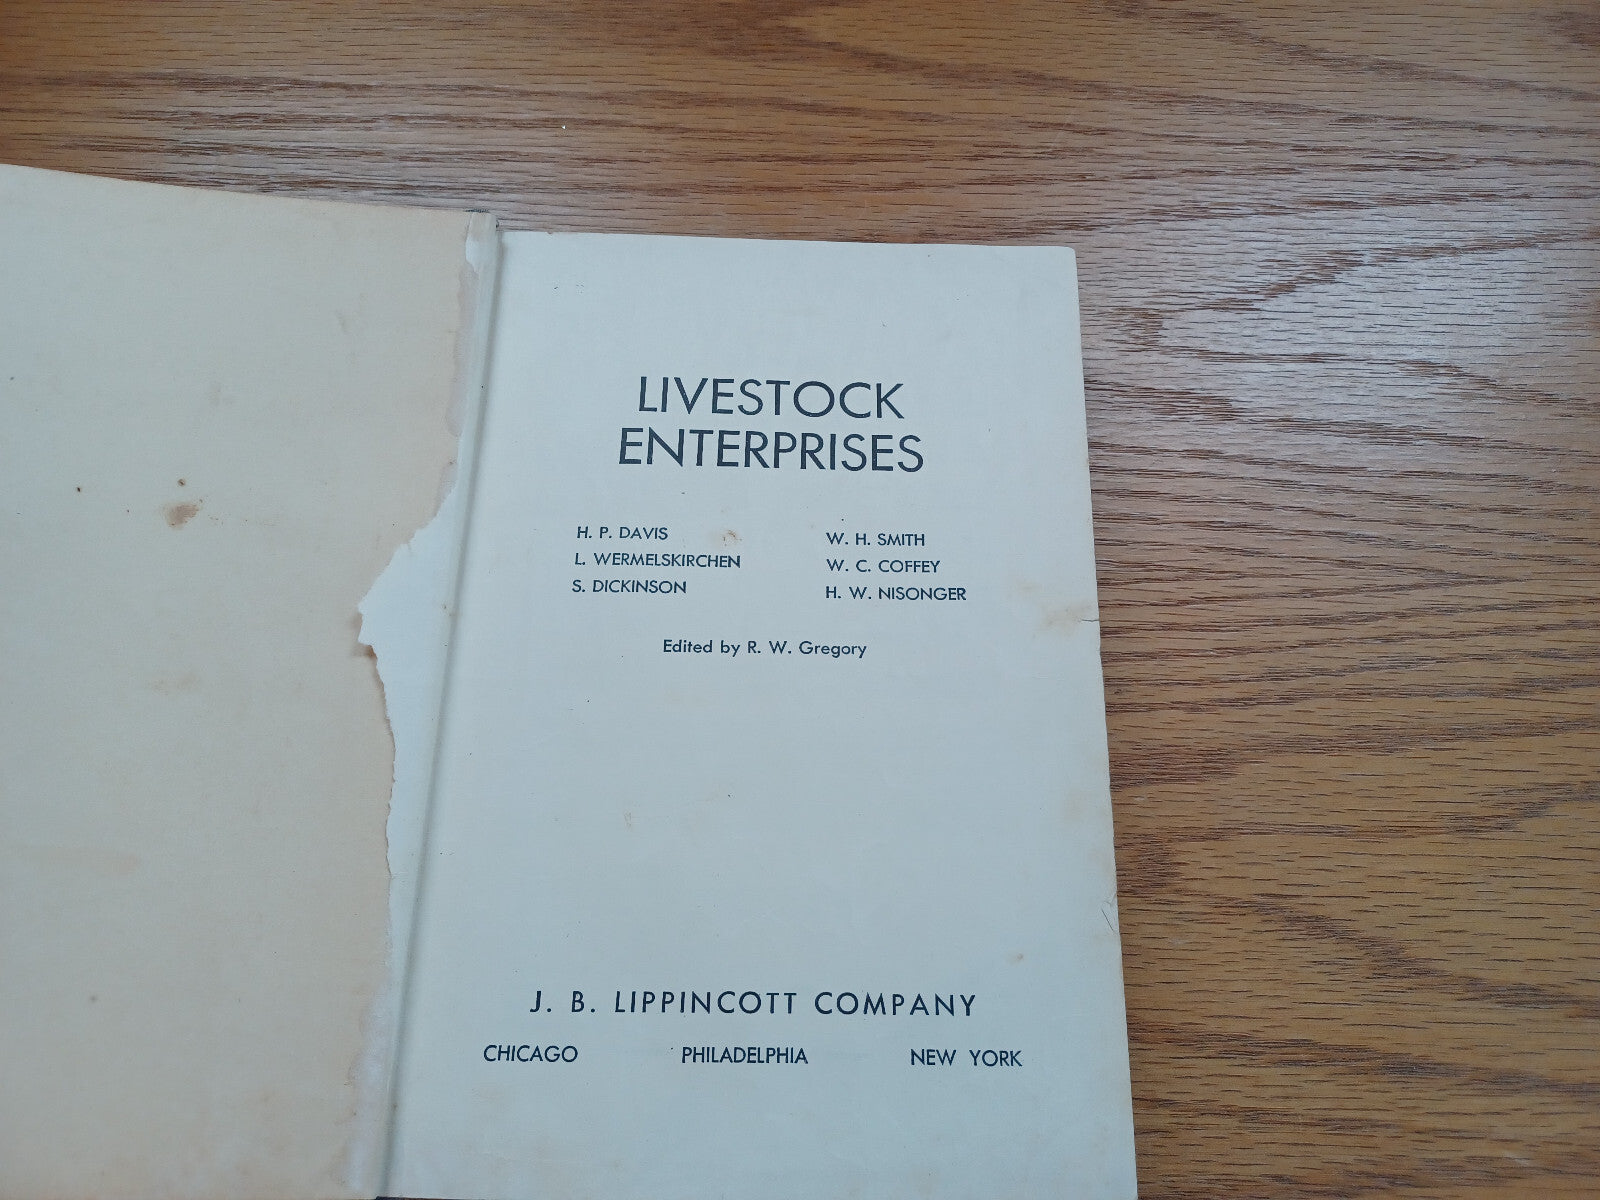 LIVESTOCK
ENTERPRISES
H. P. DAVIS
L. WERMELSKIRCHEN
S. DICKINSON
W. H. SMITH
W. C. COFFEY
H. W. NISONGER
Edited by R. W. Gregory
J. B. LIPPINCOTT COMPANY
CHICAGO PHILADELPHIA NEW YORK